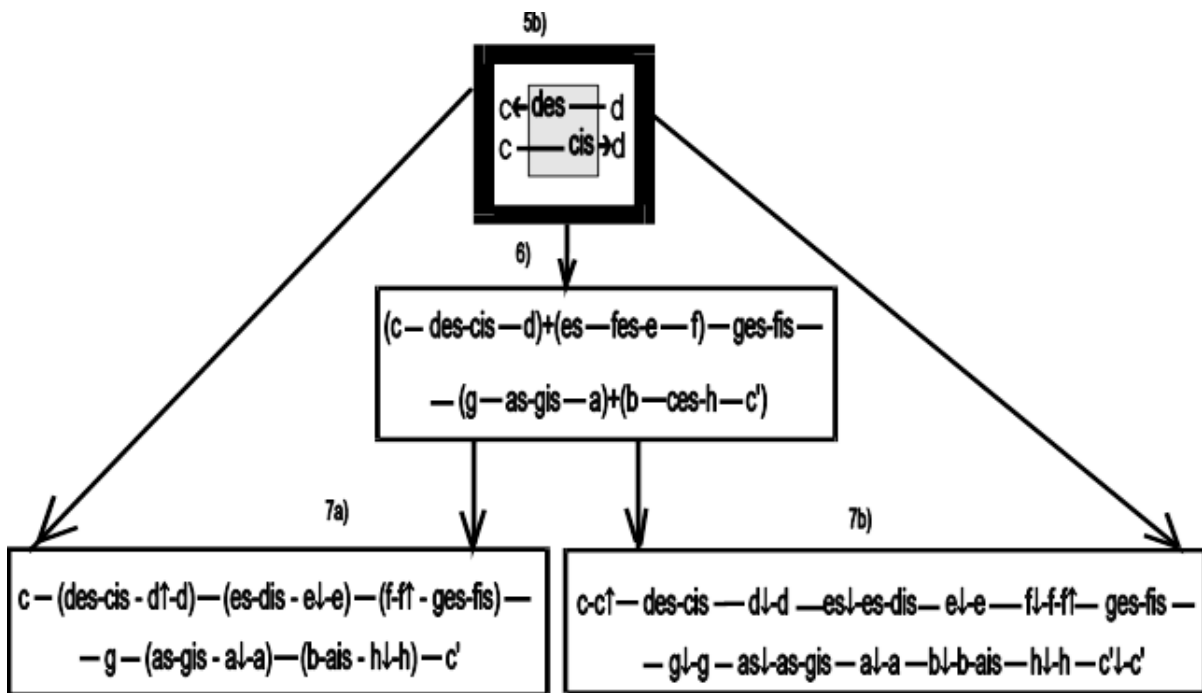 5b)
c←des — d
c — cis→d
6)
(c — des-cis — d)+(es — fes-e — f) — ges-fis —
— (g — as-gis — a)+(b — ces-h — c')
7a)
c — (des-cis - d↑-d) — (es-dis - e↓-e) — (f-f↑ - ges-fis) —
— g — (as-gis - a↓-a) — (b-ais - h↓-h) — c'
7b)
c-c↑ — des-cis — d↓-d — es↓-es-dis — e↓-e — f↓-f-f↑ — ges-fis —
— g↓-g — as↓-as-gis — a↓-a — b↓-b-ais — h↓-h — c'↓-c'